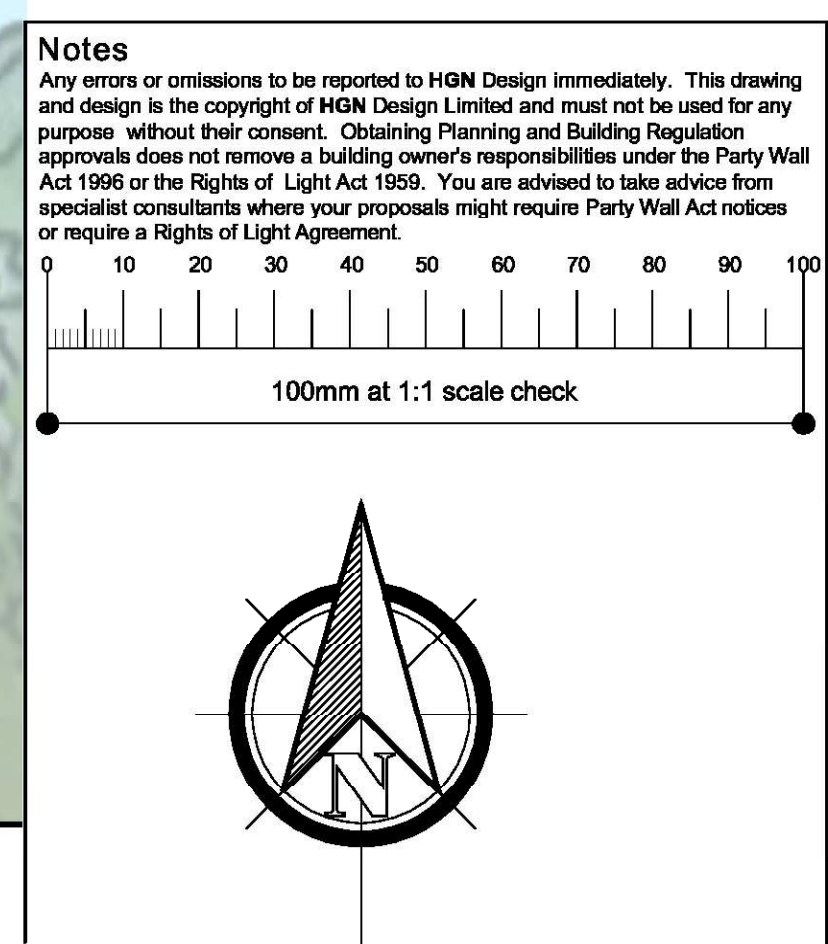 Notes
Any errors or omissions to be reported to HGN Design immediately. This drawing
and design is the copyright of HGN Design Limited and must not be used for any
purpose without their consent. Obtaining Planning and Building Regulation
approvals does not remove a building owner's responsibilities under the Party Wall
Act 1996 or the Rights of Light Act 1959. You are advised to take advice from
specialist consultants where your proposals might require Party Wall Act notices
or require a Rights of Light Agreement.
0 10 20 30 40 50 60 70 80 90 100
100mm at 1:1 scale check
N